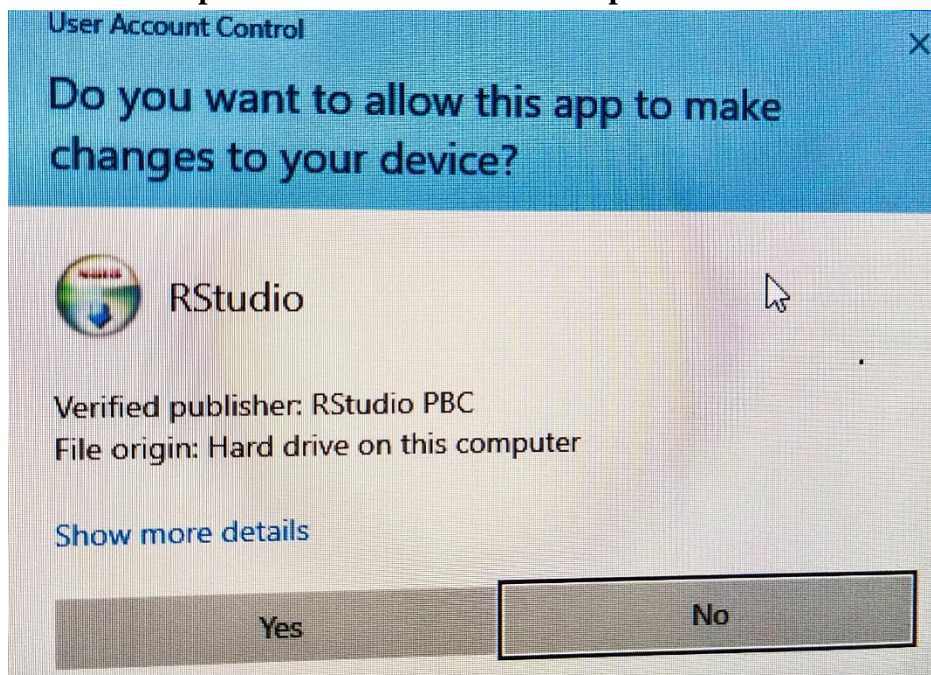 User Account Control
Do you want to allow this app to make
changes to your device?
RStudio
Verified publisher: RStudio PBC
File origin: Hard drive on this computer
Show more details
Yes
No